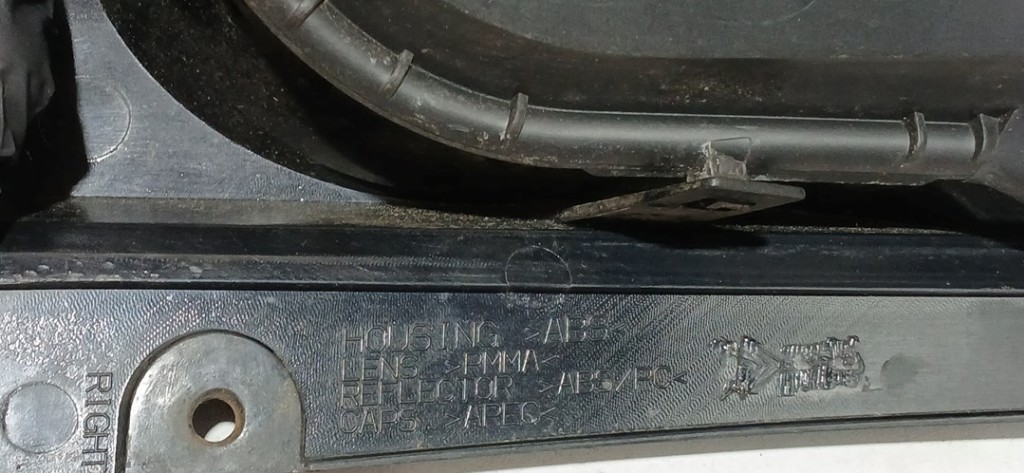 HOUSING >ABS<
LENS >PMMA<
REFLECTOR >ABS/PC<
CAPS >APEC<
RIGHT